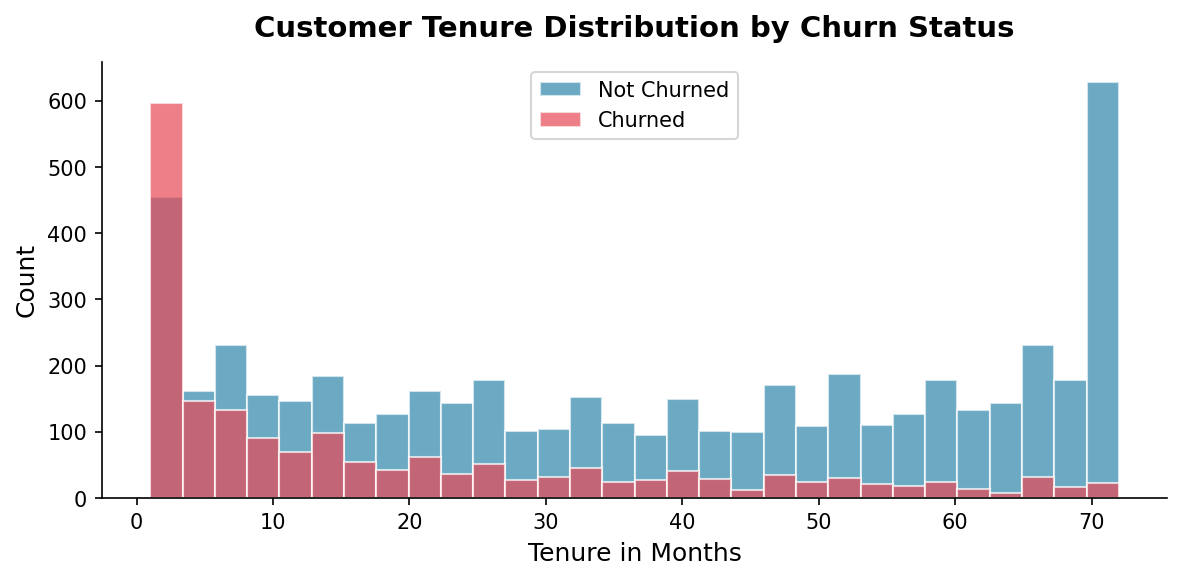 Customer Tenure Distribution by Churn Status
Not Churned
Churned
600
500
400
300
200
100
0
Count
0 10 20 30 40 50 60 70
Tenure in Months